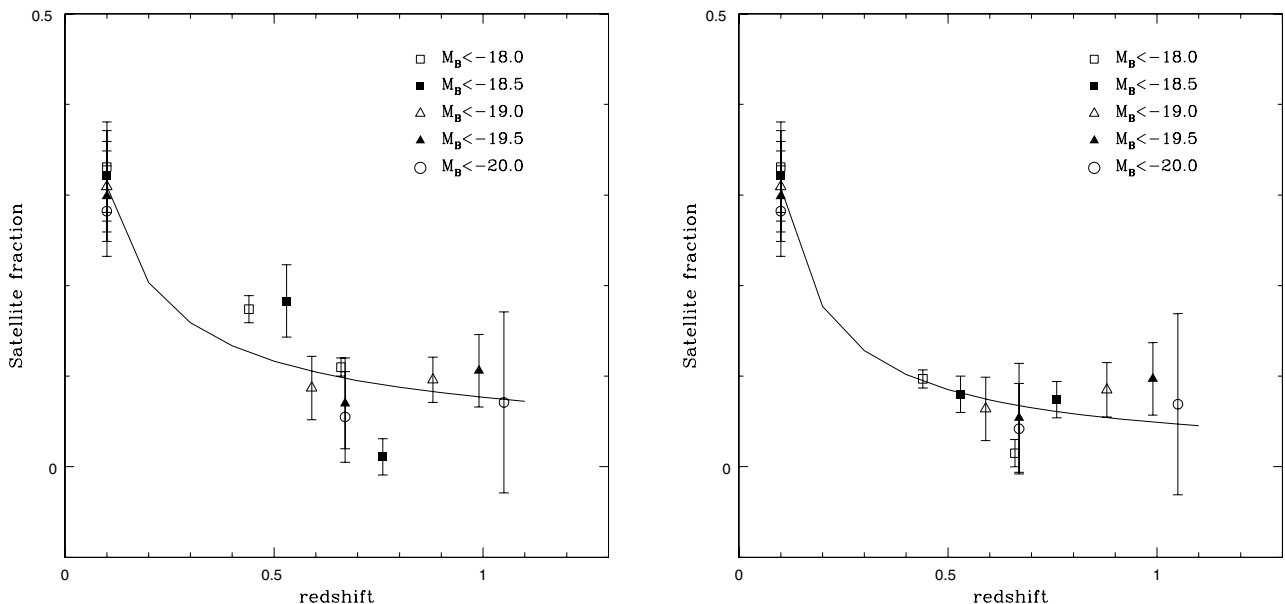 0.5
0
Satellite fraction
M_B<-18.0
M_B<-18.5
M_B<-19.0
M_B<-19.5
M_B<-20.0
0
0.5
1
redshift
0.5
0
Satellite fraction
M_B<-18.0
M_B<-18.5
M_B<-19.0
M_B<-19.5
M_B<-20.0
0
0.5
1
redshift